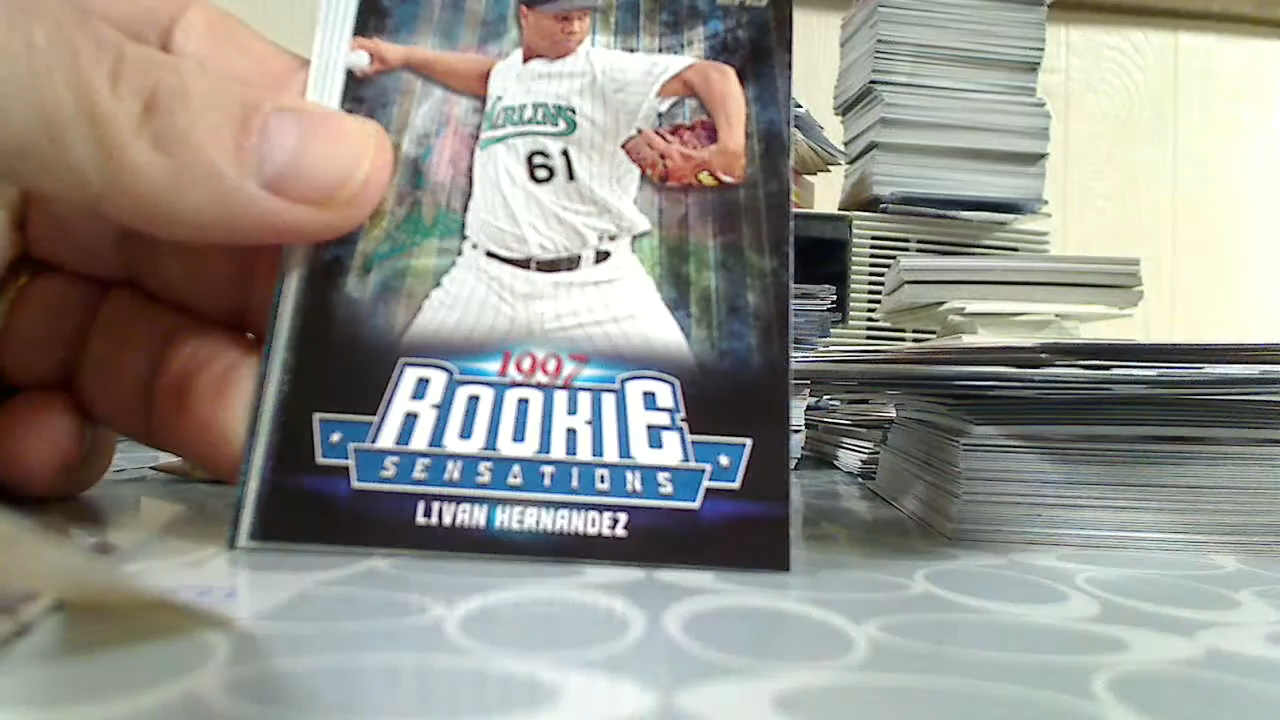 MARLINS
61
1997
ROOKIE
SENSATIONS
LIVAN HERNANDEZ